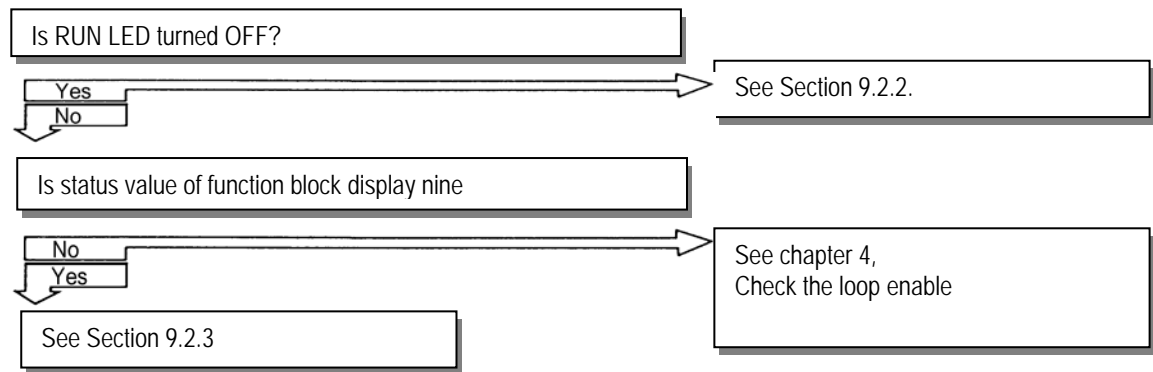 Is RUN LED turned OFF?
Yes
See Section 9.2.2.
No
Is status value of function block display nine
No
See chapter 4,
Check the loop enable
Yes
See Section 9.2.3